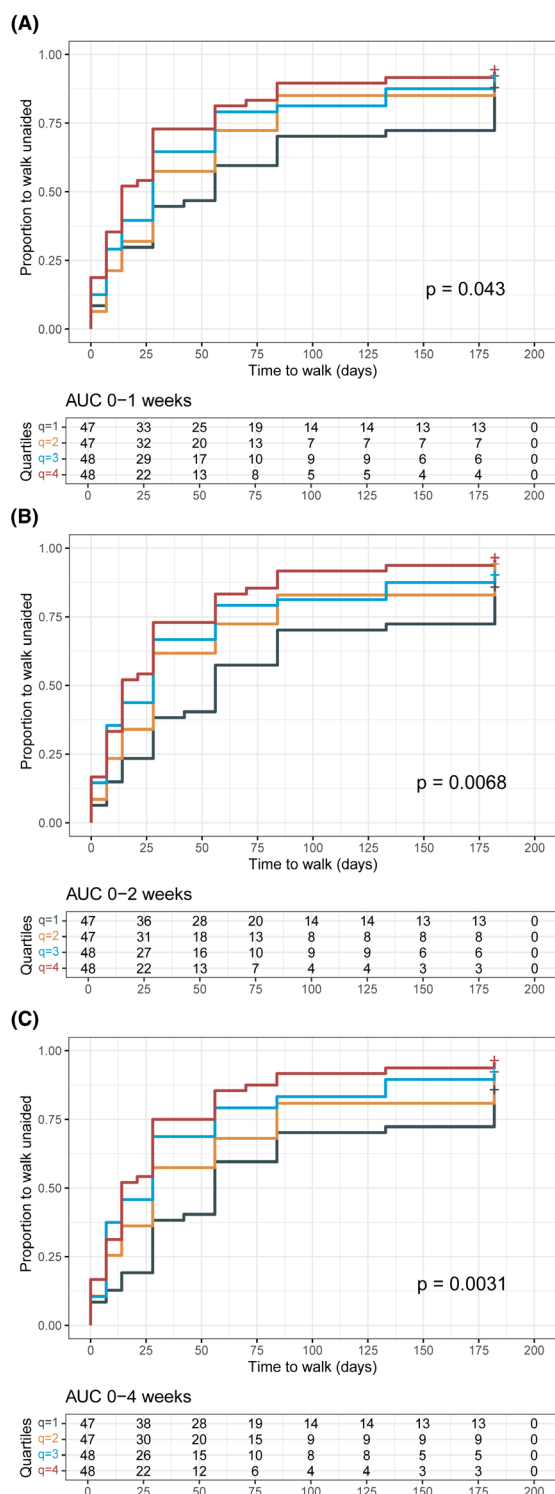 (A)
1.00
0.75
0.50
0.25
0.00
Proportion to walk unaided
p = 0.043
0 25 50 75 100 125 150 175 200
Time to walk (days)
AUC 0−1 weeks
Quartiles
q=1 47 33 25 19 14 14 13 13 0
q=2 47 32 20 13 7 7 7 7 0
q=3 48 29 17 10 9 9 6 6 0
q=4 48 22 13 8 5 5 4 4 0
0 25 50 75 100 125 150 175 200
(B)
1.00
0.75
0.50
0.25
0.00
Proportion to walk unaided
p = 0.0068
0 25 50 75 100 125 150 175 200
Time to walk (days)
AUC 0−2 weeks
Quartiles
q=1 47 36 28 20 14 14 13 13 0
q=2 47 31 18 13 8 8 8 8 0
q=3 48 27 16 10 9 9 6 6 0
q=4 48 22 13 7 4 4 3 3 0
0 25 50 75 100 125 150 175 200
(C)
1.00
0.75
0.50
0.25
0.00
Proportion to walk unaided
p = 0.0031
0 25 50 75 100 125 150 175 200
Time to walk (days)
AUC 0−4 weeks
Quartiles
q=1 47 38 28 19 14 14 13 13 0
q=2 47 30 20 15 9 9 9 9 0
q=3 48 26 15 10 8 8 5 5 0
q=4 48 22 12 6 4 4 3 3 0
0 25 50 75 100 125 150 175 200